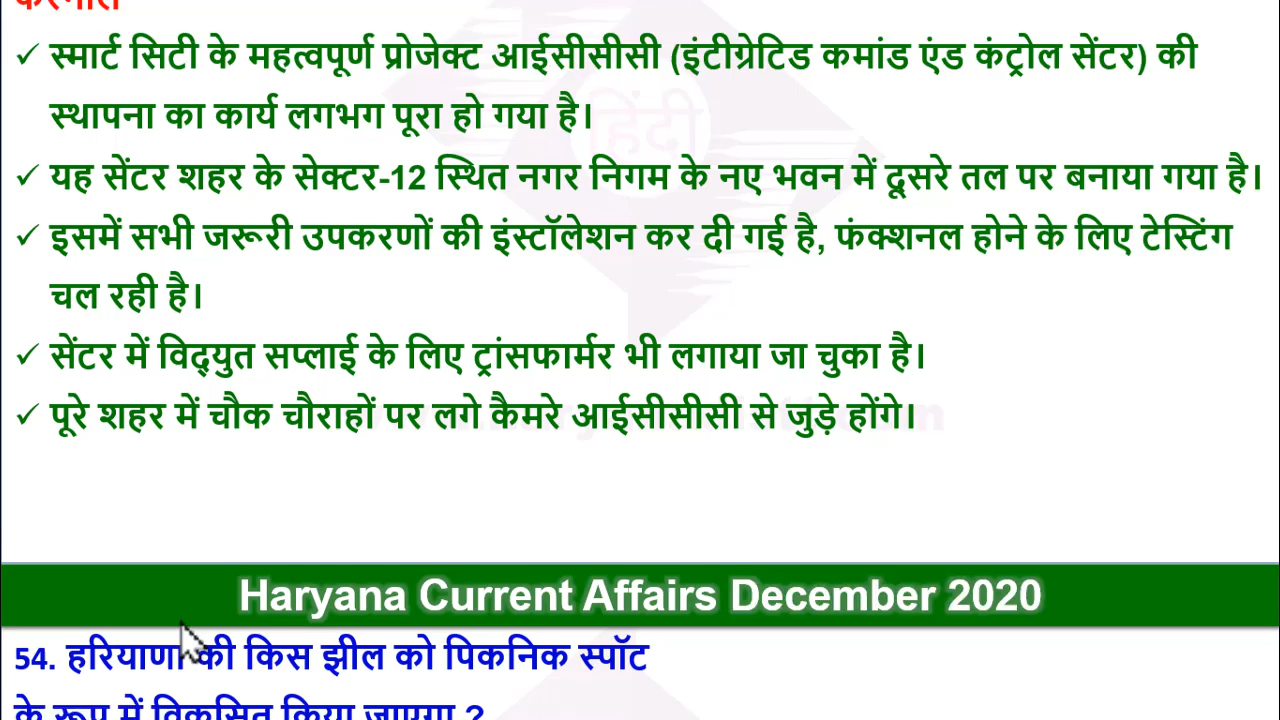 ✓ स्मार्ट सिटी के महत्वपूर्ण प्रोजेक्ट आईसीसीसी (इंटीग्रेटिड कमांड एंड कंट्रोल सेंटर) की
स्थापना का कार्य लगभग पूरा हो गया है।
✓ यह सेंटर शहर के सेक्टर-12 स्थित नगर निगम के नए भवन में दूसरे तल पर बनाया गया है।
✓ इसमें सभी जरूरी उपकरणों की इंस्टॉलेशन कर दी गई है, फंक्शनल होने के लिए टेस्टिंग
चल रही है।
✓ सेंटर में विद्युत सप्लाई के लिए ट्रांसफार्मर भी लगाया जा चुका है।
✓ पूरे शहर में चौक चौराहों पर लगे कैमरे आईसीसीसी से जुड़े होंगे।
Haryana Current Affairs December 2020
54. हरियाणा की किस झील को पिकनिक स्पॉट
के रूप में विकसित किया जाएगा ?